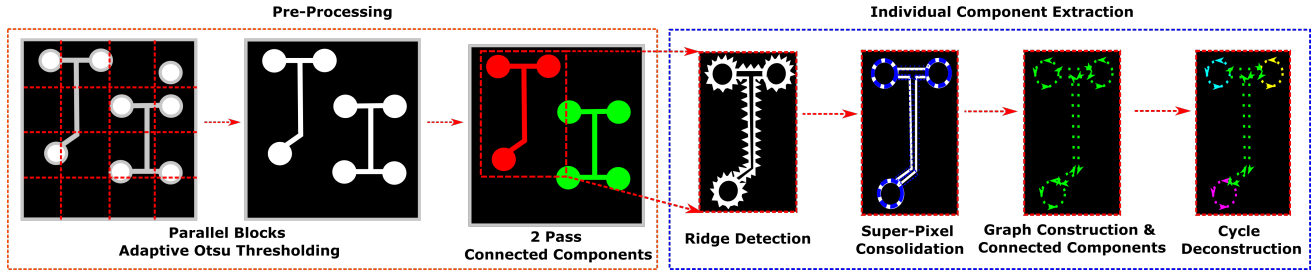 Pre-Processing
Individual Component Extraction
Parallel Blocks
Adaptive Otsu Thresholding
2 Pass
Connected Components
Ridge Detection
Super-Pixel
Consolidation
Graph Construction &
Connected Components
Cycle
Deconstruction